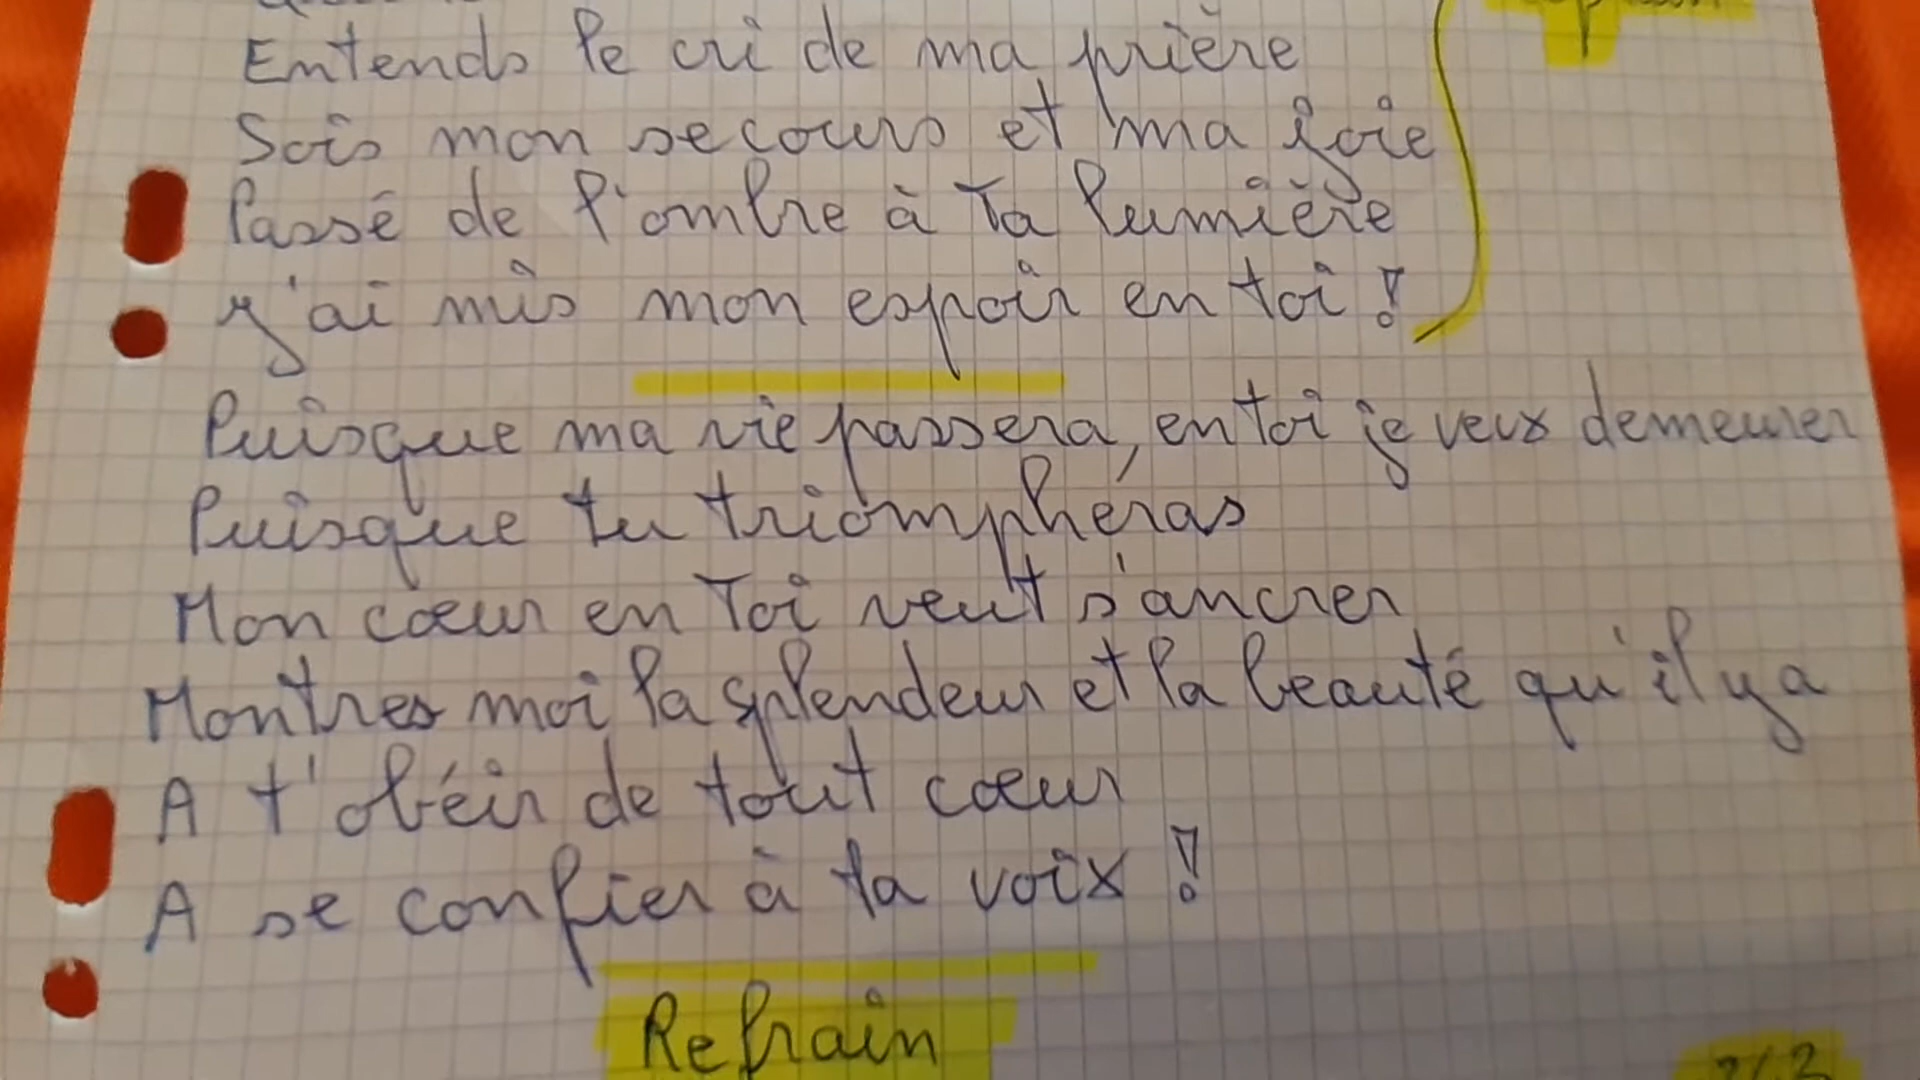 Entends le cri de ma prière
Sois mon secours et ma joie
Passé de l'ombre à Ta lumière
J'ai mis mon espoir en toi !
Puisque ma vie passera, en toi je veux demeurer
Puisque tu triomphéras
Mon cœur en Toi veut s'ancrer
Montres moi la splendeur et la beauté qu'il y a
A t'obéir de tout cœur
A se confier à ta voix !
Refrain